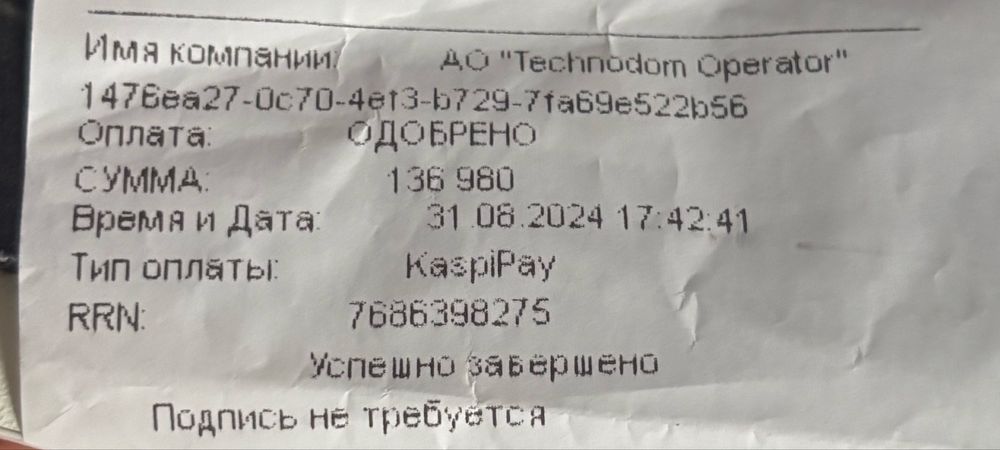 Имя компании: АО "Technodom Operator"
1476ea27-0c70-4ef3-b729-7fa69e522b56
Оплата: ОДОБРЕНО
СУММА: 136 980
Время и Дата: 31.08.2024 17:42:41
Тип оплаты: KaspiPay
RRN: 7686398275
Успешно завершено
Подпись не требуется